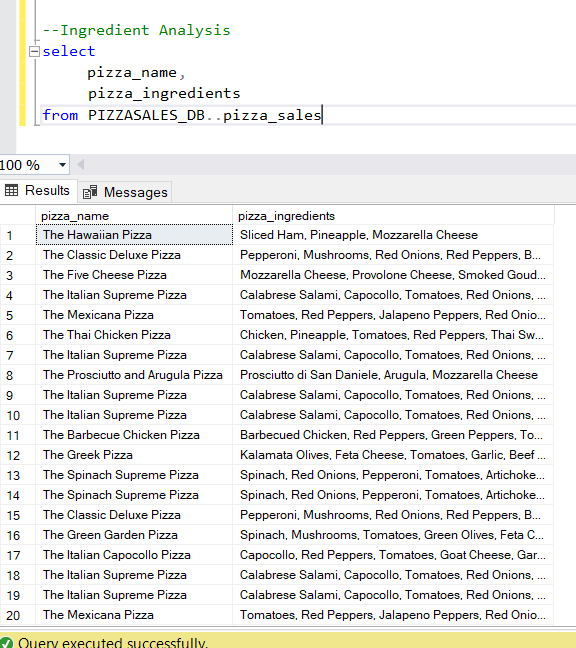 --Ingredient Analysis
select
pizza_name,
pizza_ingredients
from PIZZASALES_DB..pizza_sales
100 %
Results Messages
pizza_name pizza_ingredients
1 The Hawaiian Pizza Sliced Ham, Pineapple, Mozzarella Cheese
2 The Classic Deluxe Pizza Pepperoni, Mushrooms, Red Onions, Red Peppers, B...
3 The Five Cheese Pizza Mozzarella Cheese, Provolone Cheese, Smoked Goud...
4 The Italian Supreme Pizza Calabrese Salami, Capocollo, Tomatoes, Red Onions, ...
5 The Mexicana Pizza Tomatoes, Red Peppers, Jalapeno Peppers, Red Onio...
6 The Thai Chicken Pizza Chicken, Pineapple, Tomatoes, Red Peppers, Thai Sw...
7 The Italian Supreme Pizza Calabrese Salami, Capocollo, Tomatoes, Red Onions, ...
8 The Prosciutto and Arugula Pizza Prosciutto di San Daniele, Arugula, Mozzarella Cheese
9 The Italian Supreme Pizza Calabrese Salami, Capocollo, Tomatoes, Red Onions, ...
10 The Italian Supreme Pizza Calabrese Salami, Capocollo, Tomatoes, Red Onions, ...
11 The Barbecue Chicken Pizza Barbecued Chicken, Red Peppers, Green Peppers, To...
12 The Greek Pizza Kalamata Olives, Feta Cheese, Tomatoes, Garlic, Beef ...
13 The Spinach Supreme Pizza Spinach, Red Onions, Pepperoni, Tomatoes, Artichoke...
14 The Spinach Supreme Pizza Spinach, Red Onions, Pepperoni, Tomatoes, Artichoke...
15 The Classic Deluxe Pizza Pepperoni, Mushrooms, Red Onions, Red Peppers, B...
16 The Green Garden Pizza Spinach, Mushrooms, Tomatoes, Green Olives, Feta C...
17 The Italian Capocollo Pizza Capocollo, Red Peppers, Tomatoes, Goat Cheese, Gar...
18 The Italian Supreme Pizza Calabrese Salami, Capocollo, Tomatoes, Red Onions, ...
19 The Italian Supreme Pizza Calabrese Salami, Capocollo, Tomatoes, Red Onions, ...
20 The Mexicana Pizza Tomatoes, Red Peppers, Jalapeno Peppers, Red Onio...
Query executed successfully.